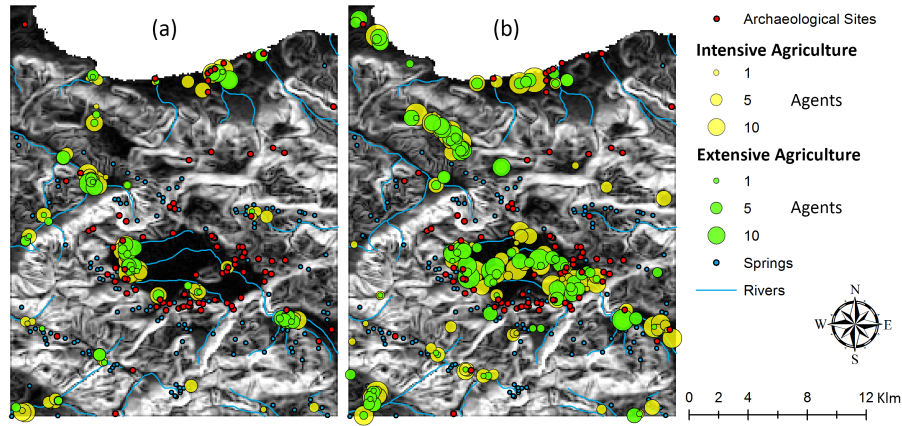 (a)
(b)
Archaeological Sites
Intensive Agriculture
1
5 Agents
10
Extensive Agriculture
1
5 Agents
10
Springs
Rivers
N
W E
S
0 2 4 8 12 Klm